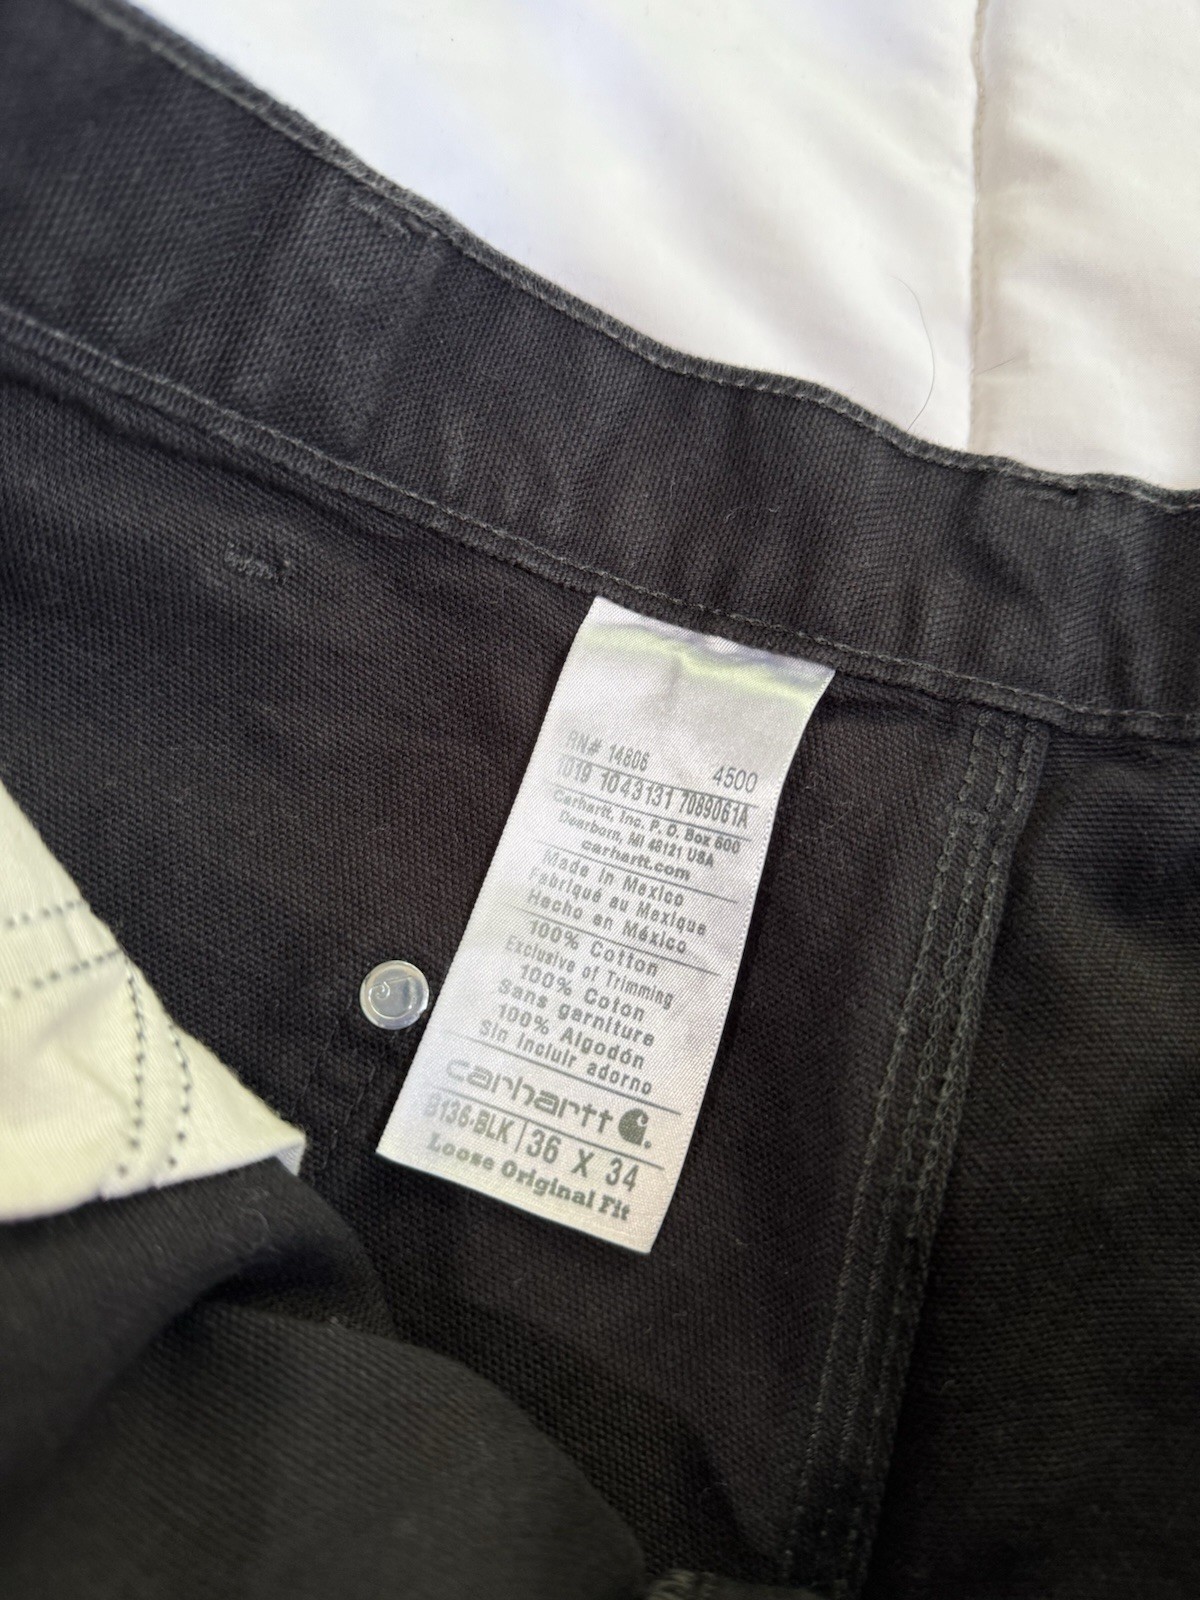 RN# 14806 4500
1019 1043131 7089061A
Carhartt, Inc. P. O. Box 600
Dearborn, MI 48121 USA
carhartt.com
Made in Mexico
Fabriqué au Mexique
Hecho en México
100% Cotton
Exclusive of Trimming
100% Coton
Sans garniture
100% Algodón
Sin incluir adorno
carhartt
B136-BLK 36 X 34
Loose Original Fit